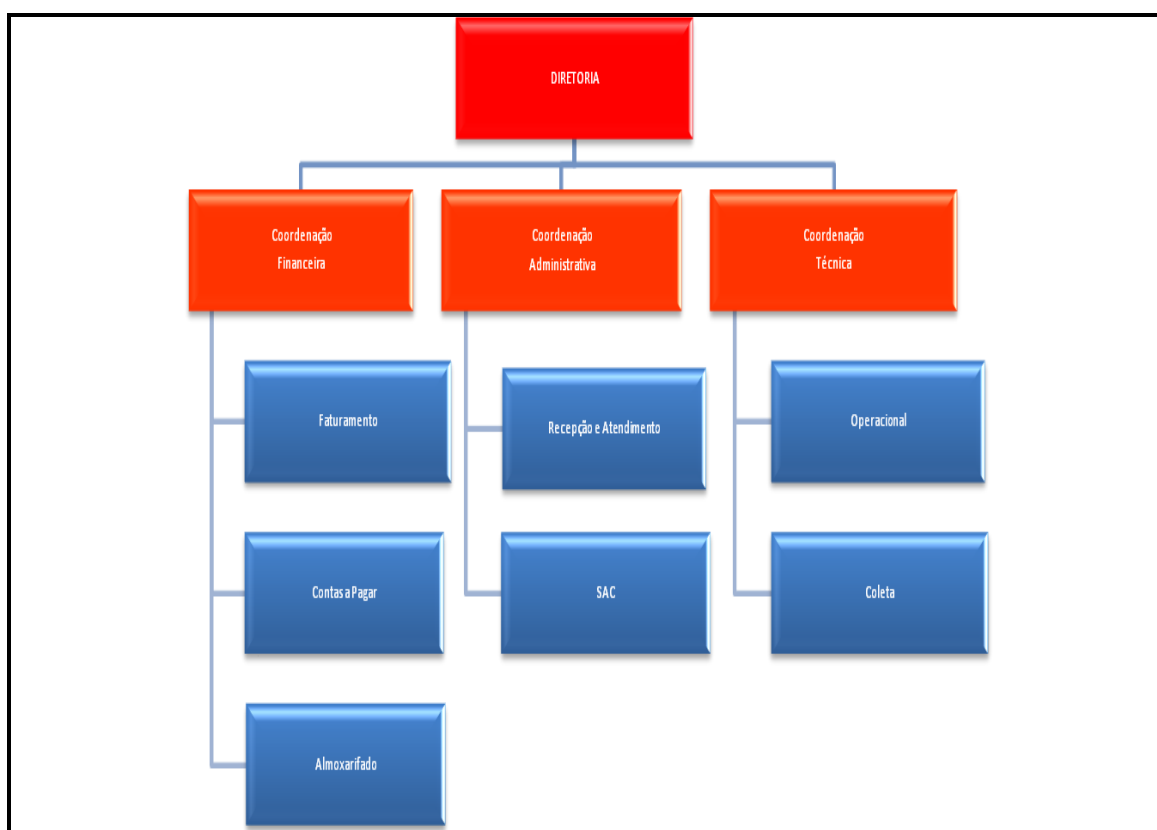 DIRETORIA
Coordenação
Financeira
Coordenação
Administrativa
Coordenação
Técnica
Faturamento
Recepção e Atendimento
Operacional
Contas a Pagar
SAC
Coleta
Almoxarifado